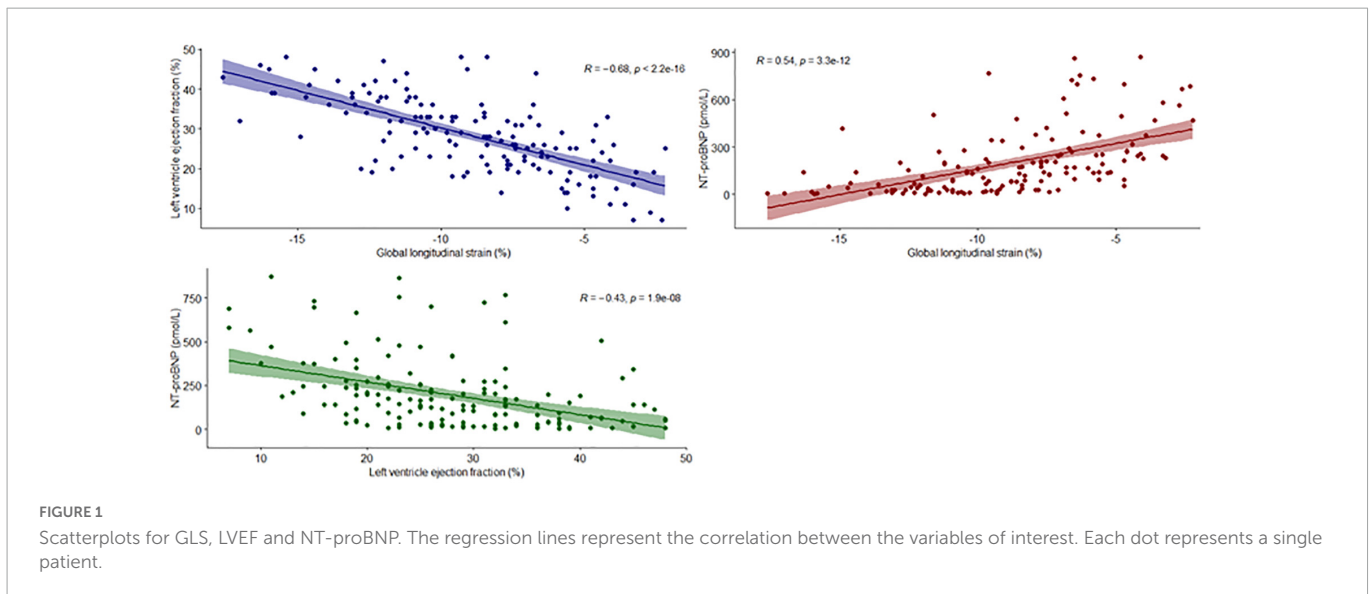 50
40
30
20
10
Left ventricle ejection fraction (%)
R = −0.68, p < 2.2e-16
-15
-10
-5
Global longitudinal strain (%)
900
600
300
0
NT-proBNP (pmol/L)
R = 0.54, p = 3.3e-12
-15
-10
-5
Global longitudinal strain (%)
750
500
250
0
NT-proBNP (pmol/L)
R = −0.43, p = 1.9e-08
10
20
30
40
50
Left ventricle ejection fraction (%)
FIGURE 1
Scatterplots for GLS, LVEF and NT-proBNP. The regression lines represent the correlation between the variables of interest. Each dot represents a single
patient.